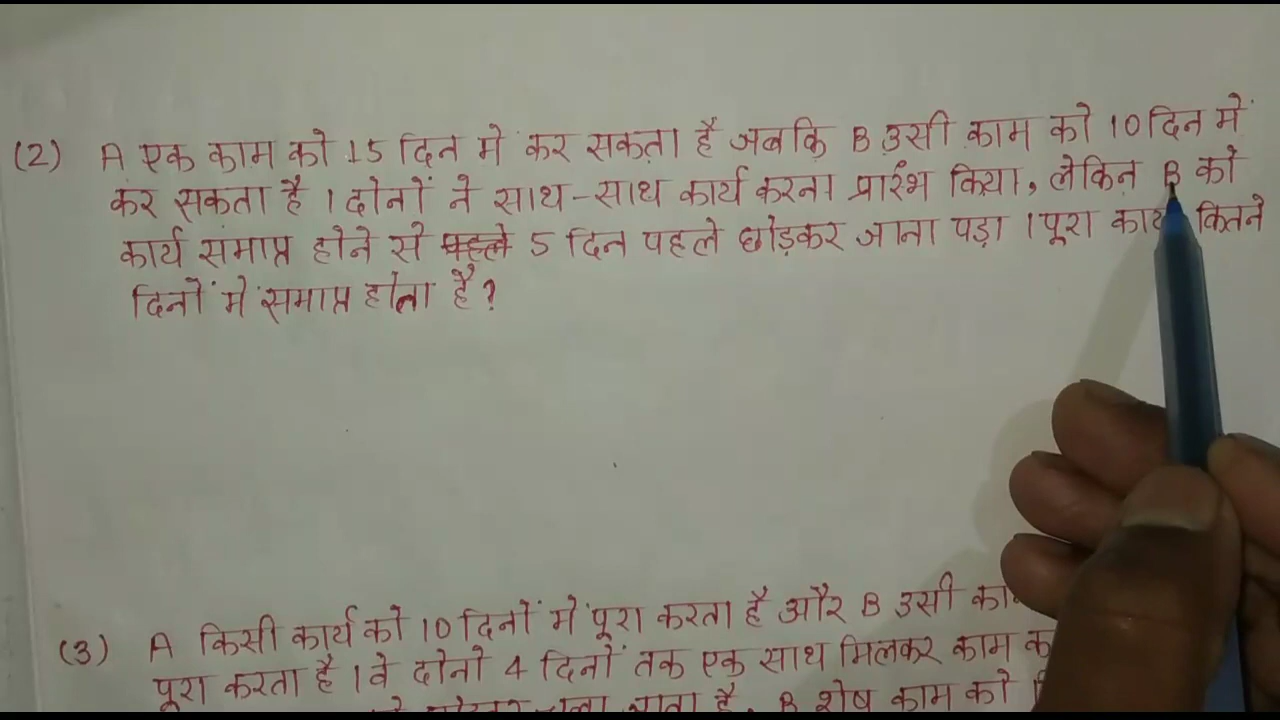 (2) A एक काम को 15 दिन में कर सकता है जबकि B उसी काम को 10 दिन में
कर सकता है । दोनों ने साथ-साथ कार्य करना प्रारंभ किया, लेकिन B को
कार्य समाप्त होने से पहले 5 दिन पहले छोड़कर जाना पड़ा । पूरा कार्य कितने
दिनों में समाप्त होता है ?
(3) A किसी कार्य को 10 दिनों में पूरा करता है और B उसी
पूरा करता है । वे दोनो 4 दिनों तक एक साथ मिलकर काम
जाता है, B शेष काम को